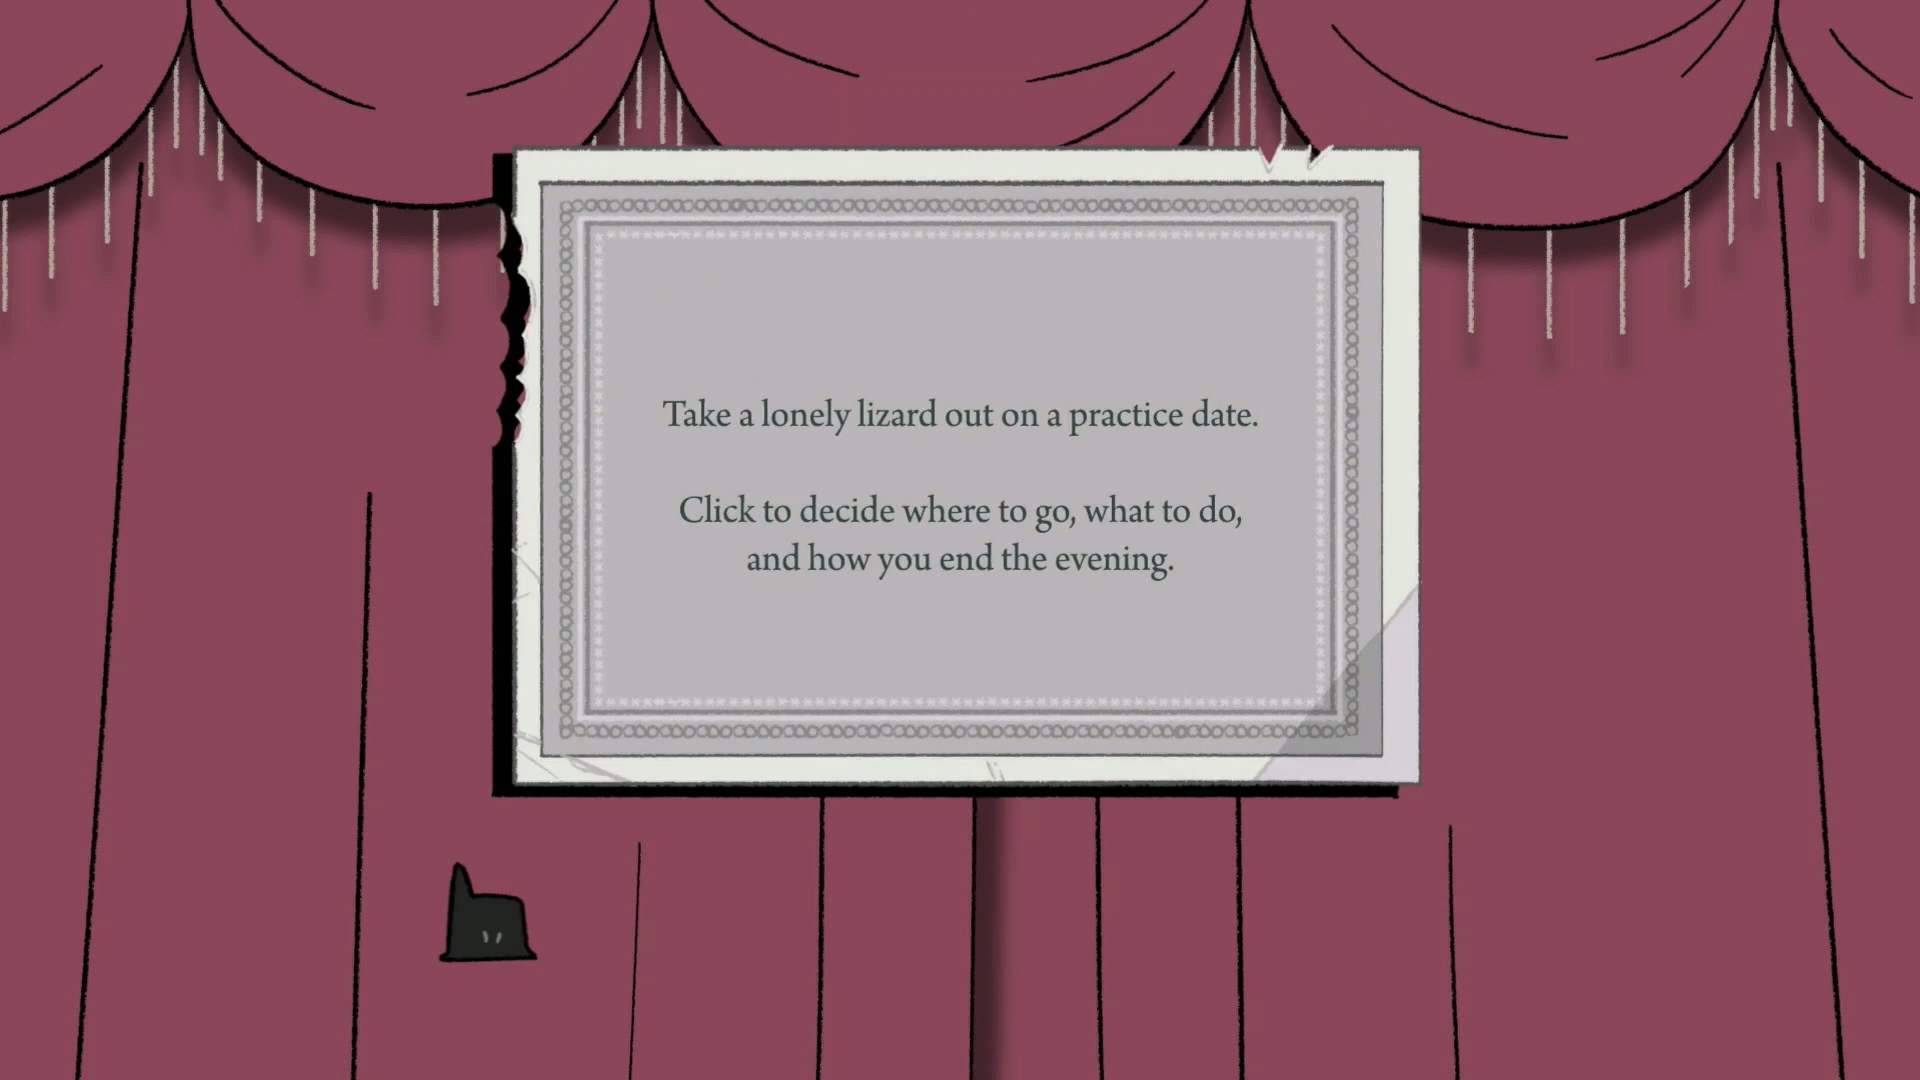 Take a lonely lizard out on a practice date.
Click to decide where to go, what to do,
and how you end the evening.